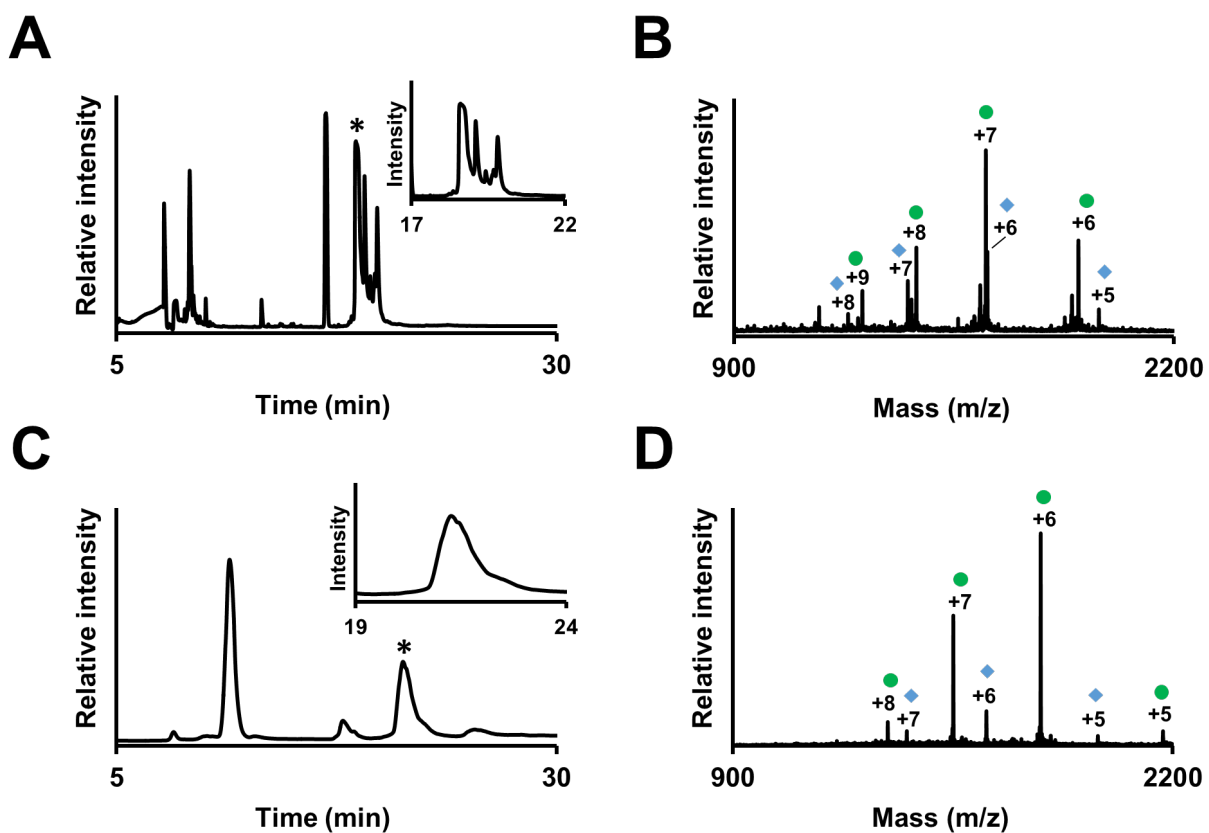 A
Relative intensity
*
Intensity
17
22
5
30
Time (min)
B
Relative intensity
+8
+9
+7
+8
+7
+6
+6
+5
900
2200
Mass (m/z)
C
Relative intensity
*
Intensity
19
24
5
30
Time (min)
D
Relative intensity
+8
+7
+7
+6
+6
+5
+5
900
2200
Mass (m/z)